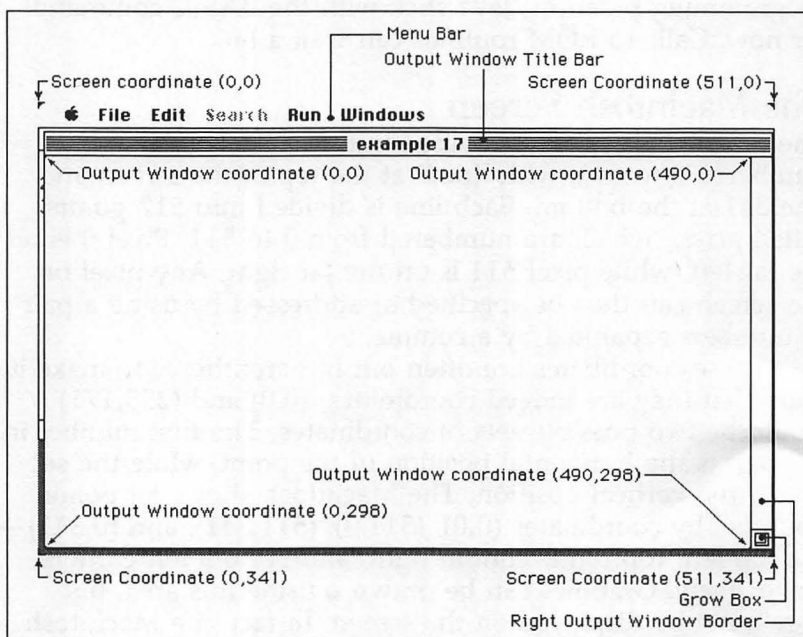 Menu Bar
Output Window Title Bar
Screen coordinate (0,0)
Screen Coordinate (511,0)
File Edit Search Run Windows
example 17
Output Window coordinate (0,0)
Output Window coordinate (490,0)
Output Window coordinate (490,298)
Output Window coordinate (0,298)
Screen Coordinate (0,341)
Screen Coordinate (511,341)
Grow Box
Right Output Window Border